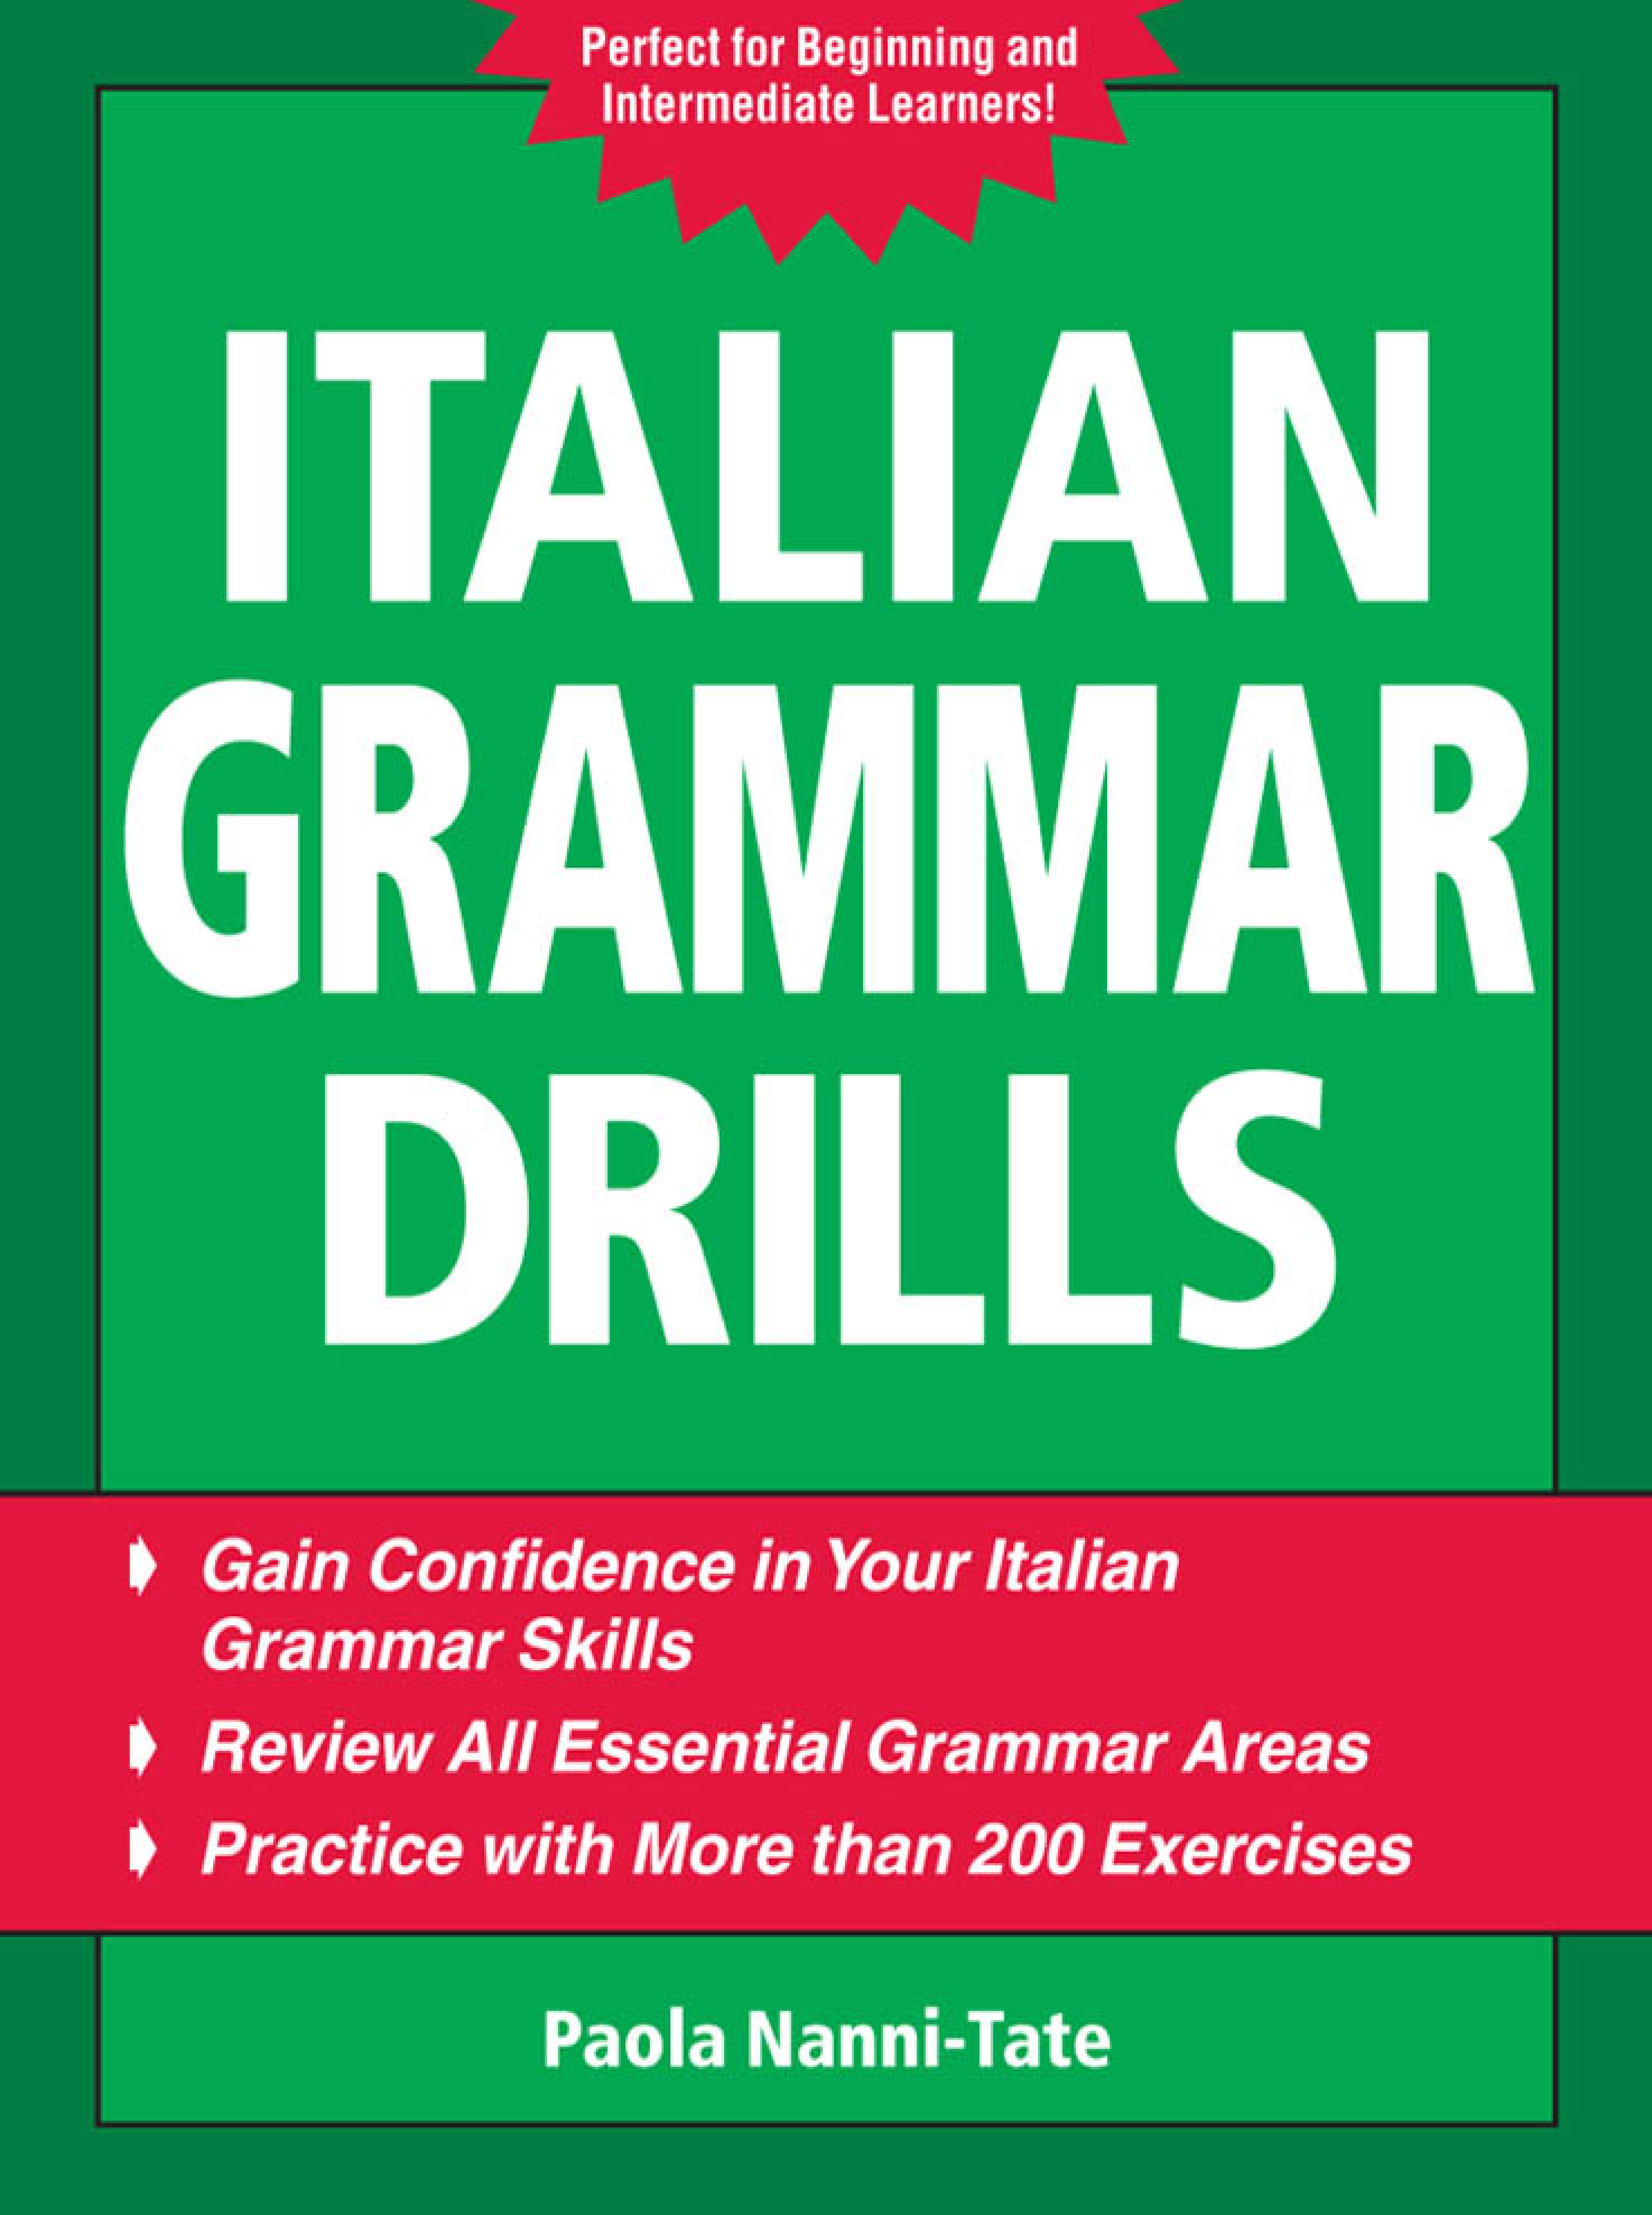 Perfect for Beginning and
Intermediate Learners!
ITALIAN
GRAMMAR
DRILLS
Gain Confidence in Your Italian
Grammar Skills
Review All Essential Grammar Areas
Practice with More than 200 Exercises
Paola Nanni-Tate